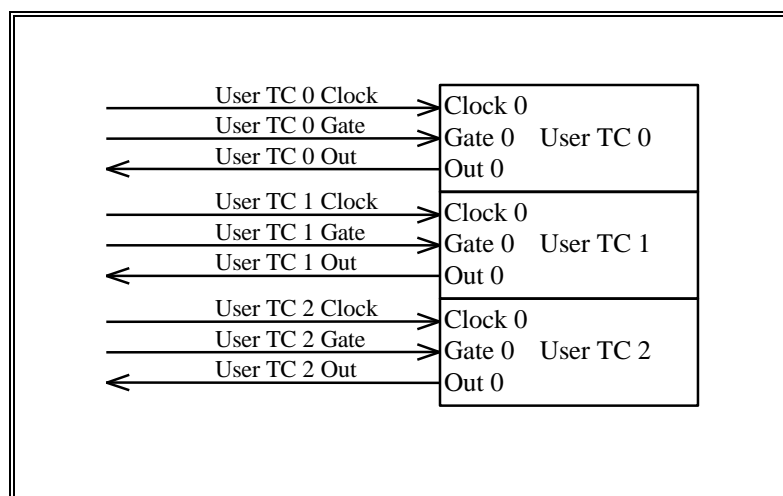 User TC 0 Clock
Clock 0
User TC 0 Gate
Gate 0 User TC 0
User TC 0 Out
Out 0
User TC 1 Clock
Clock 0
User TC 1 Gate
Gate 0 User TC 1
User TC 1 Out
Out 0
User TC 2 Clock
Clock 0
User TC 2 Gate
Gate 0 User TC 2
User TC 2 Out
Out 0